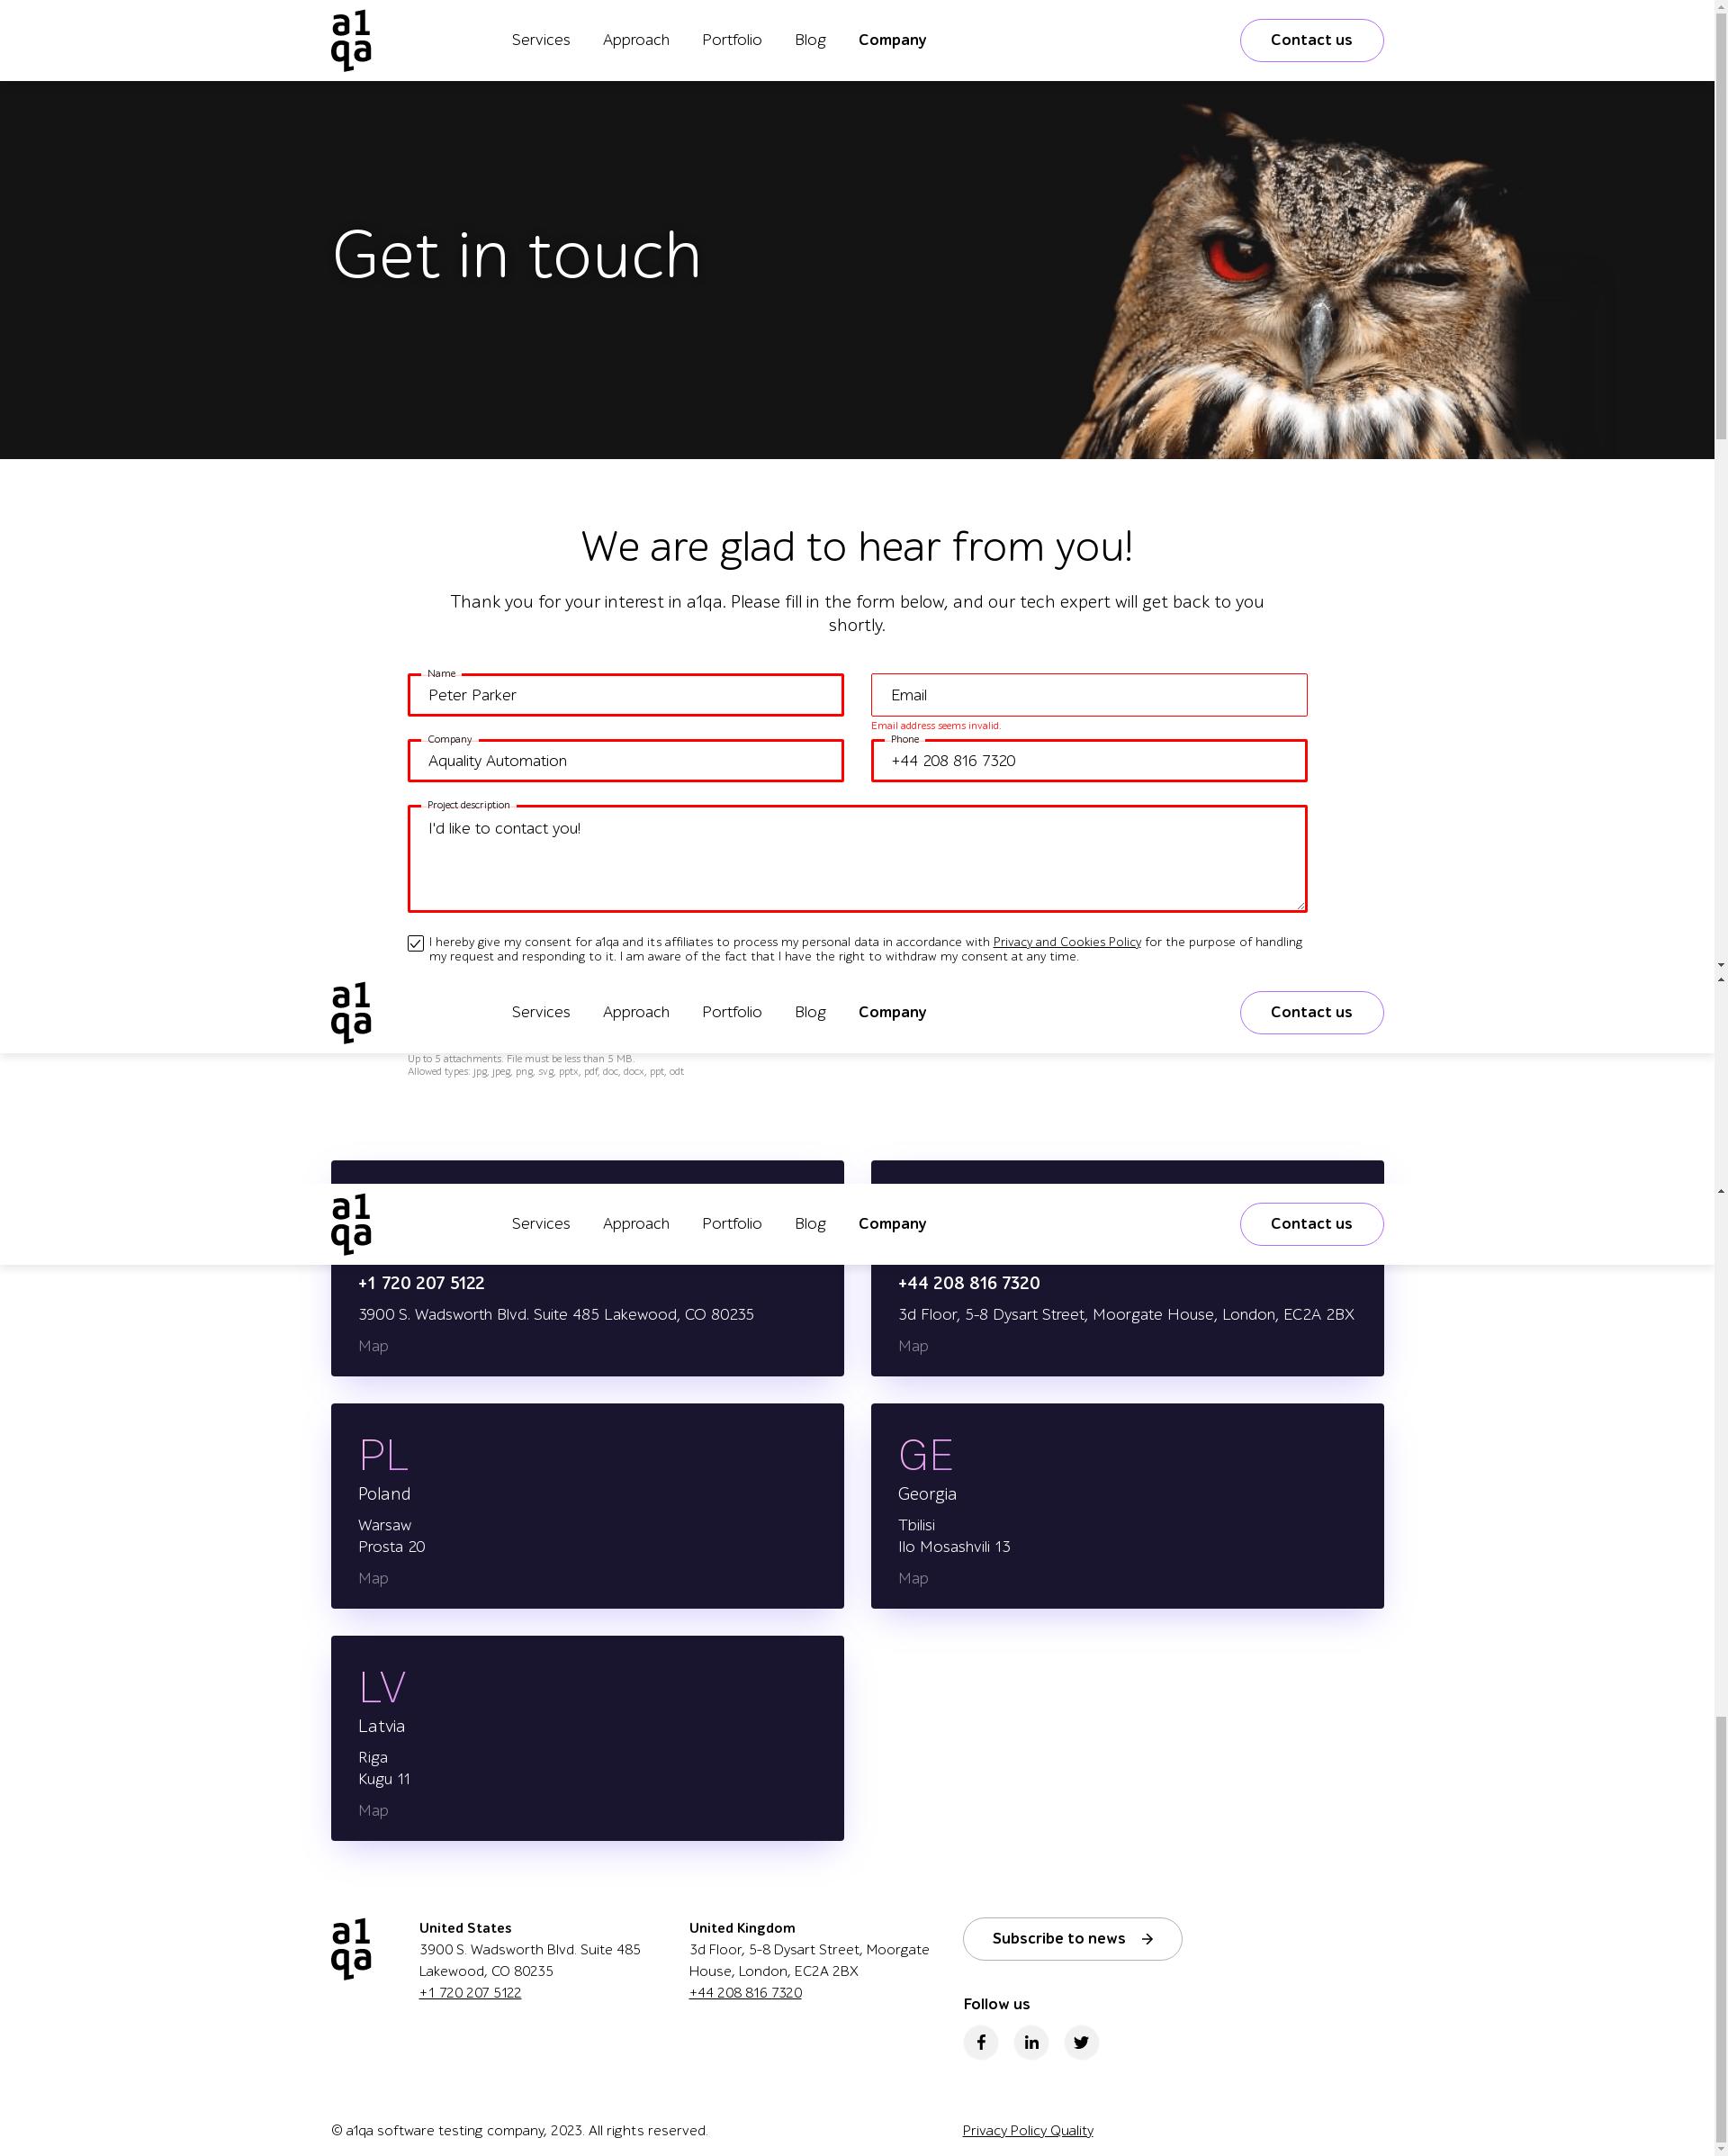 a1qa
Services Approach Portfolio Blog Company Contact us
Get in touch
We are glad to hear from you!
Thank you for your interest in a1qa. Please fill in the form below, and our tech expert will get back to you
shortly.
Name
Peter Parker
Email
Email address seems invalid.
Company
Aquality Automation
Phone
+44 208 816 7320
Project description
I'd like to contact you!
I hereby give my consent for a1qa and its affiliates to process my personal data in accordance with Privacy and Cookies Policy for the purpose of handling
my request and responding to it. I am aware of the fact that I have the right to withdraw my consent at any time.
a1qa
Services Approach Portfolio Blog Company Contact us
Up to 5 attachments. File must be less than 5 MB.
Allowed types: jpg, jpeg, png, svg, pptx, pdf, doc, docx, ppt, odt
a1qa
Services Approach Portfolio Blog Company Contact us
+1 720 207 5122
3900 S. Wadsworth Blvd. Suite 485 Lakewood, CO 80235
Map
+44 208 816 7320
3d Floor, 5-8 Dysart Street, Moorgate House, London, EC2A 2BX
Map
PL
Poland
Warsaw
Prosta 20
Map
GE
Georgia
Tbilisi
Ilo Mosashvili 13
Map
LV
Latvia
Riga
Kugu 11
Map
a1qa
United States
3900 S. Wadsworth Blvd. Suite 485
Lakewood, CO 80235
+1 720 207 5122
United Kingdom
3d Floor, 5-8 Dysart Street, Moorgate
House, London, EC2A 2BX
+44 208 816 7320
Subscribe to news
Follow us
© a1qa software testing company, 2023. All rights reserved.
Privacy Policy Quality